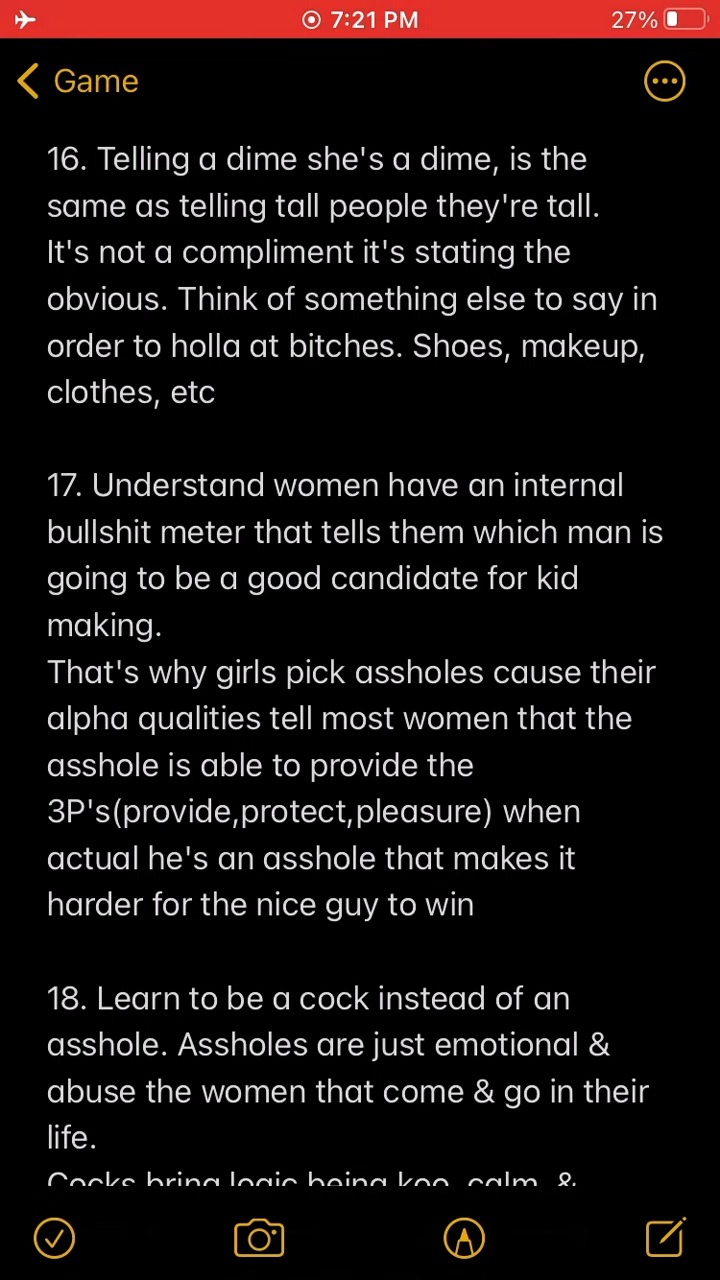 7:21 PM
27%
Game
16. Telling a dime she's a dime, is the
same as telling tall people they're tall.
It's not a compliment it's stating the
obvious. Think of something else to say in
order to holla at bitches. Shoes, makeup,
clothes, etc
17. Understand women have an internal
bullshit meter that tells them which man is
going to be a good candidate for kid
making.
That's why girls pick assholes cause their
alpha qualities tell most women that the
asshole is able to provide the
3P's(provide,protect,pleasure) when
actual he's an asshole that makes it
harder for the nice guy to win
18. Learn to be a cock instead of an
asshole. Assholes are just emotional &
abuse the women that come & go in their
life.
Cocks bring logic being koo, calm, &